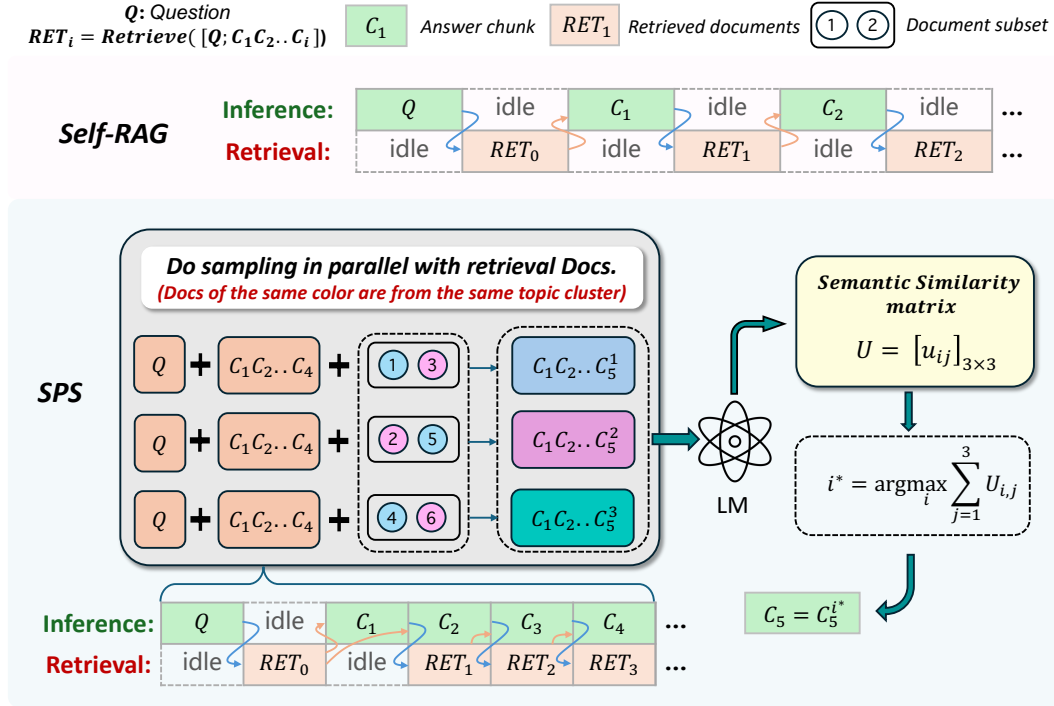 Q: Question
RET_i = Retrieve([Q; C_1C_2..C_i])
C_1 Answer chunk RET_1 Retrieved documents 1 2 Document subset
Self-RAG
Inference: Q idle C_1 idle C_2 idle ...
Retrieval: idle RET_0 idle RET_1 idle RET_2 ...
SPS
Do sampling in parallel with retrieval Docs.
(Docs of the same color are from the same topic cluster)
Q + C_1C_2..C_4 + 1 3 C_1C_2..C_5^1
Q + C_1C_2..C_4 + 2 5 C_1C_2..C_5^2
Q + C_1C_2..C_4 + 4 6 C_1C_2..C_5^3
LM
Semantic Similarity
matrix
U = [u_{ij}]_{3×3}
i^* = argmax_i ∑_{j=1}^{3} U_{i,j}
C_5 = C_5^{i^*}
Inference: Q idle C_1 C_2 C_3 C_4 ...
Retrieval: idle RET_0 idle RET_1 RET_2 RET_3 ...